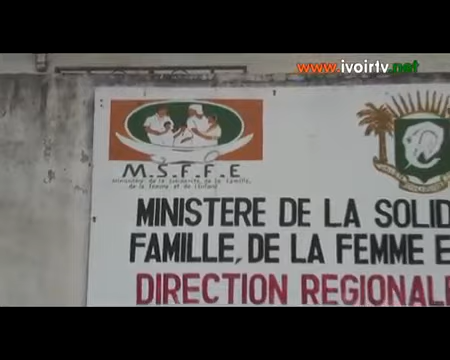 www.ivoirtv.net
M.S.F.F.E
Ministère de la Solidarité, de la Famille,
de la femme et de l'Enfant
MINISTERE DE LA SOLID
FAMILLE, DE LA FEMME E
DIRECTION REGIONALE